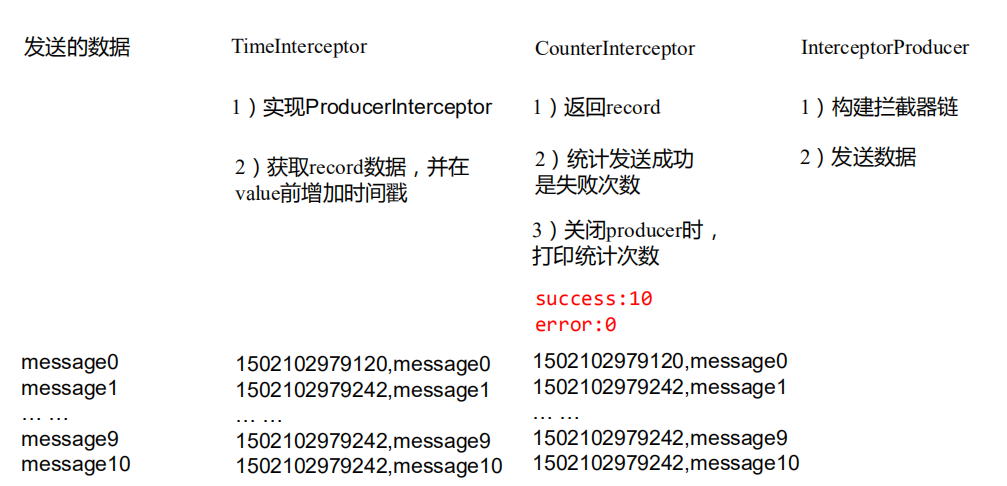 发送的数据
TimeInterceptor
CounterInterceptor
InterceptorProducer
1）实现ProducerInterceptor
2）获取record数据，并在
value前增加时间戳
1）返回record
2）统计发送成功
是失败次数
3）关闭producer时，
打印统计次数
success:10
error:0
1）构建拦截器链
2）发送数据
message0
message1
… …
message9
message10
1502102979120,message0
1502102979242,message1
… …
1502102979242,message9
1502102979242,message10
1502102979120,message0
1502102979242,message1
… …
1502102979242,message9
1502102979242,message10